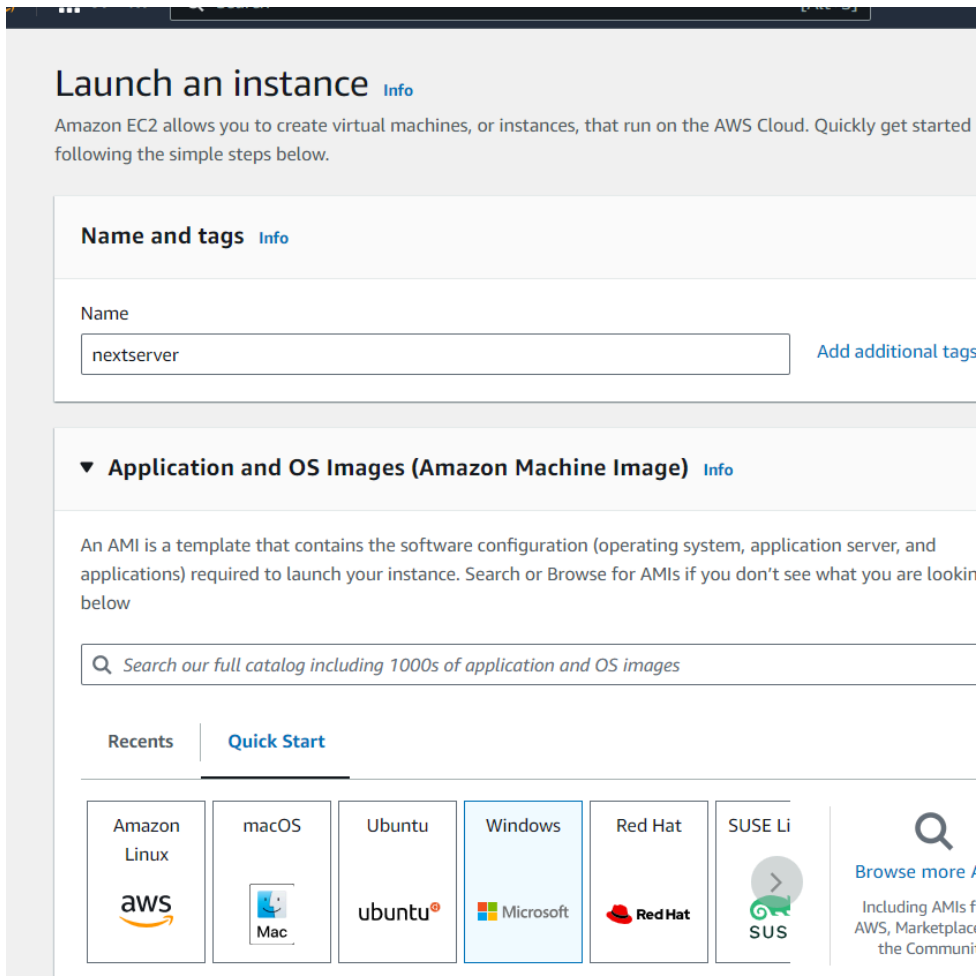 Launch an instance Info
Amazon EC2 allows you to create virtual machines, or instances, that run on the AWS Cloud. Quickly get started
following the simple steps below.
Name and tags Info
Name
nextserver
Add additional tags
Application and OS Images (Amazon Machine Image) Info
An AMI is a template that contains the software configuration (operating system, application server, and
applications) required to launch your instance. Search or Browse for AMIs if you don't see what you are lookin
below
Search our full catalog including 1000s of application and OS images
Recents
Quick Start
Amazon
Linux
aws
macOS
Mac
Ubuntu
ubuntu
Windows
Microsoft
Red Hat
Red Hat
SUSE Li
SUS
Browse more A
Including AMIs f
AWS, Marketplace
the Communit